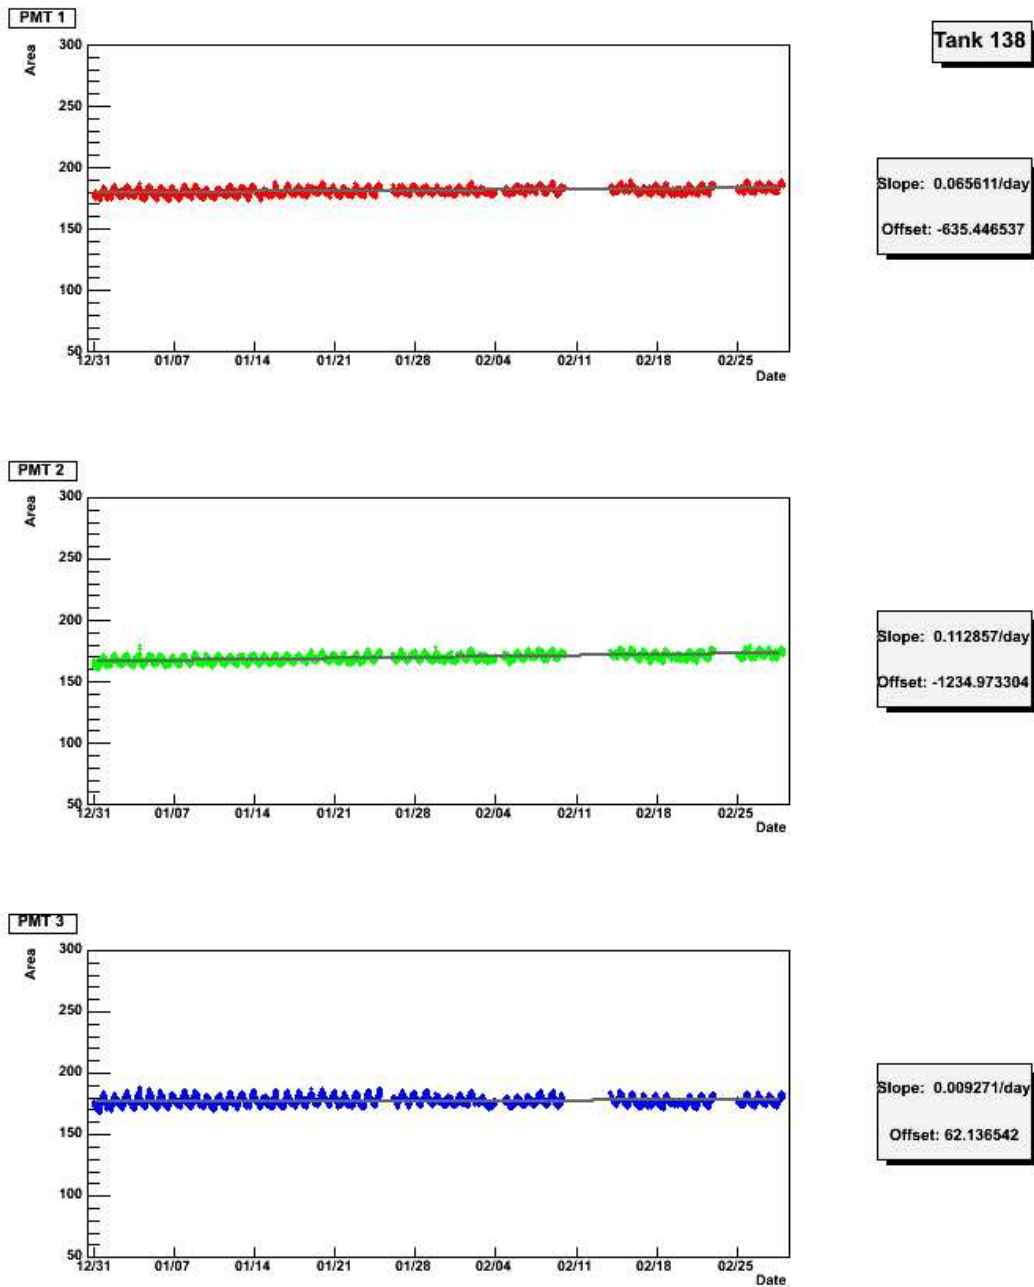 PMT 1
Tank 138
Area
300
250
200
150
100
50
12/31 01/07 01/14 01/21 01/28 02/04 02/11 02/18 02/25
Date
Slope: 0.065611/day
Offset: -635.446537
PMT 2
Area
300
250
200
150
100
50
12/31 01/07 01/14 01/21 01/28 02/04 02/11 02/18 02/25
Date
Slope: 0.112857/day
Offset: -1234.973304
PMT 3
Area
300
250
200
150
100
50
12/31 01/07 01/14 01/21 01/28 02/04 02/11 02/18 02/25
Date
Slope: 0.009271/day
Offset: 62.136542